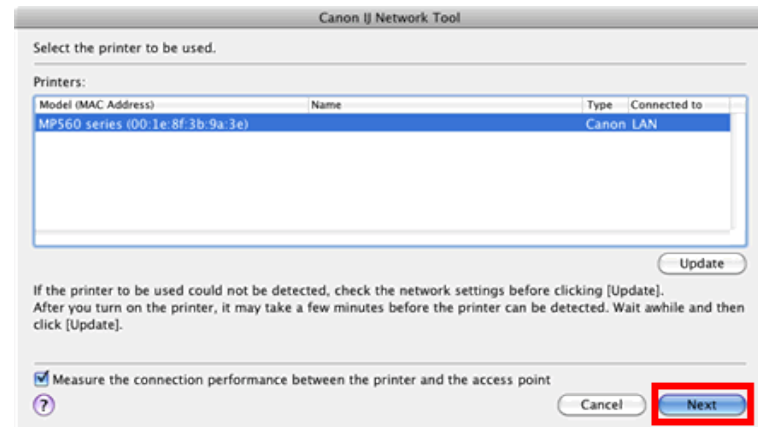 Canon IJ Network Tool
Select the printer to be used.
Printers:
Model (MAC Address) Name Type Connected to
MP560 series (00:1e:8f:3b:9a:3e) Canon LAN
Update
If the printer to be used could not be detected, check the network settings before clicking [Update].
After you turn on the printer, it may take a few minutes before the printer can be detected. Wait awhile and then
click [Update].
Measure the connection performance between the printer and the access point
? Cancel Next